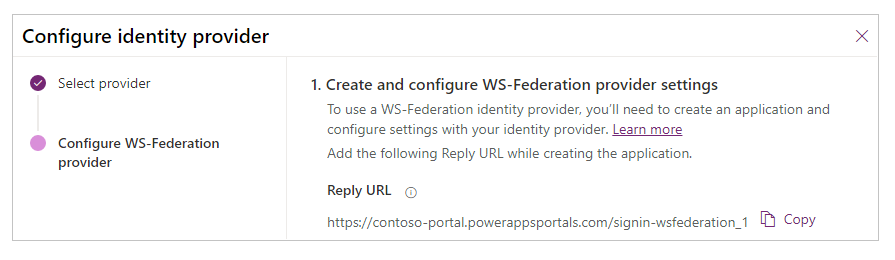 Configure identity provider
Select provider
Configure WS-Federation
provider
1. Create and configure WS-Federation provider settings
To use a WS-Federation identity provider, you'll need to create an application and
configure settings with your identity provider. Learn more
Add the following Reply URL while creating the application.
Reply URL
https://contoso-portal.powerappsportals.com/signin-wsfederation_1 Copy